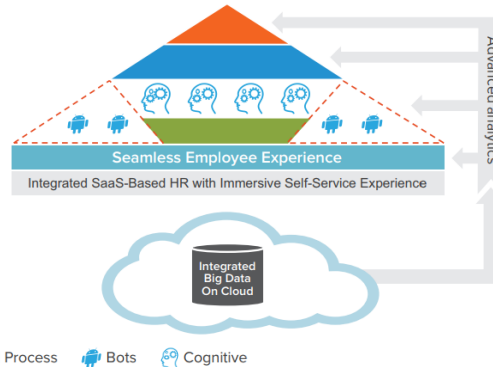 Advanced analytics
Seamless Employee Experience
Integrated SaaS-Based HR with Immersive Self-Service Experience
Integrated
Big Data
On Cloud
Process
Bots
Cognitive